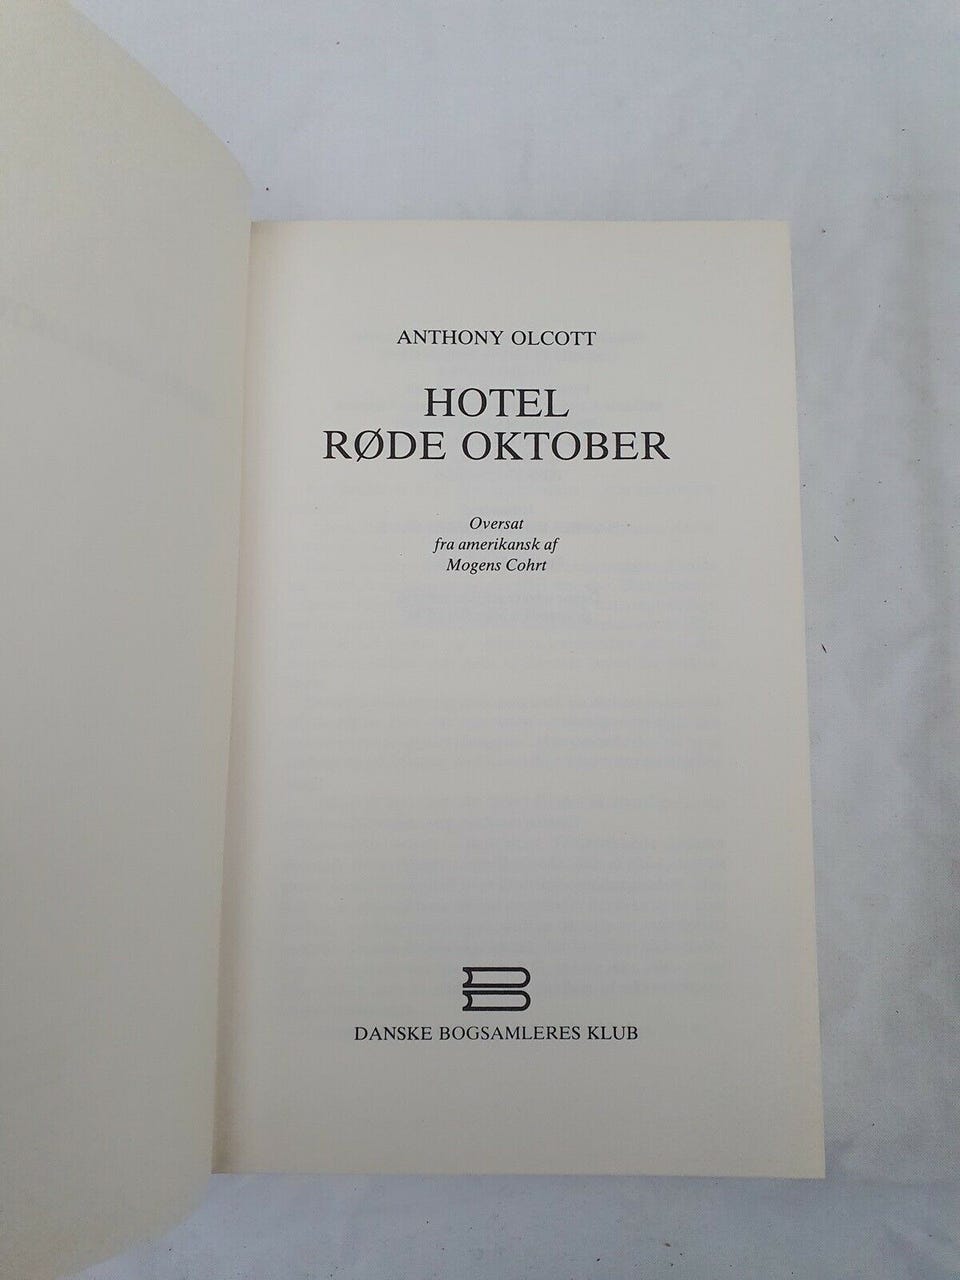 ANTHONY OLCOTT
HOTEL
RØDE OKTOBER
Oversat
fra amerikansk af
Mogens Cohrt
DANSKE BOGSAMLERES KLUB